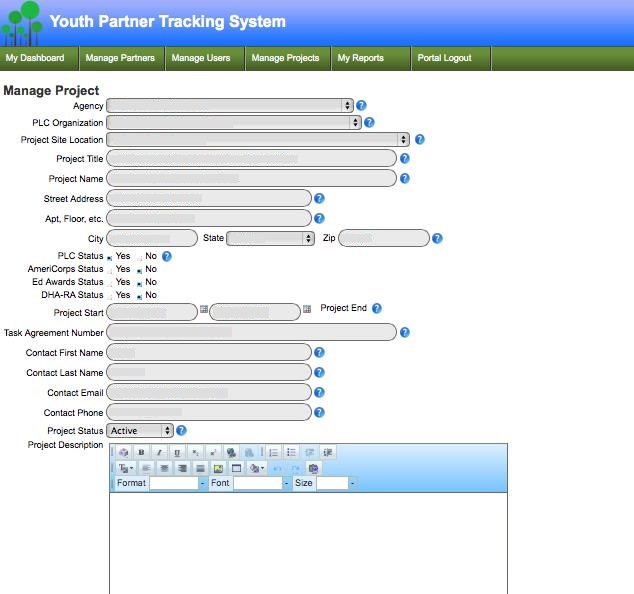 Youth Partner Tracking System
My Dashboard Manage Partners Manage Users Manage Projects My Reports Portal Logout
Manage Project
Agency ?
PLC Organization ?
Project Site Location ?
Project Title ?
Project Name ?
Street Address ?
Apt, Floor, etc. ?
City State Zip ?
PLC Status Yes No ?
AmeriCorps Status Yes No
Ed Awards Status Yes No
DHA-RA Status Yes No
Project Start Project End ?
Task Agreement Number ?
Contact First Name ?
Contact Last Name ?
Contact Email ?
Contact Phone ?
Project Status Active ?
Project Description
B I U x₂ x²
Format Font Size